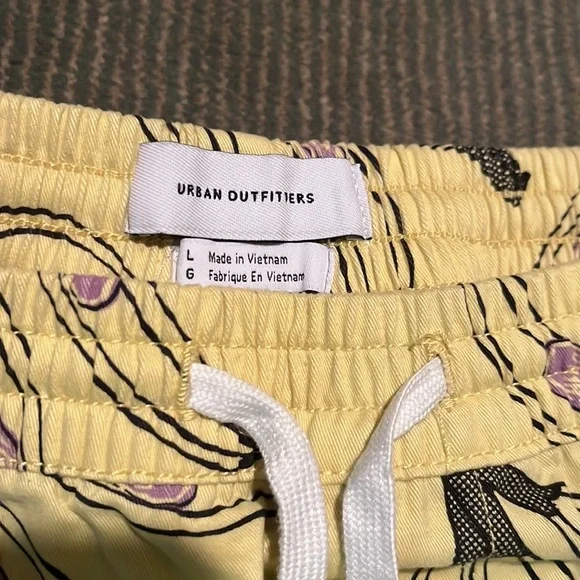 URBAN OUTFITTERS
L Made in Vietnam
G Fabrique En Vietnam